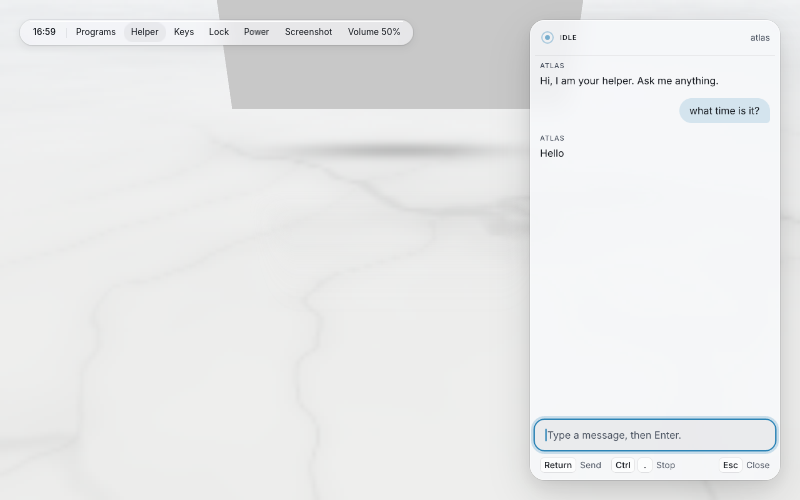 16:59 Programs Helper Keys Lock Power Screenshot Volume 50%
IDLE atlas
ATLAS
Hi, I am your helper. Ask me anything.
what time is it?
ATLAS
Hello
Type a message, then Enter.
Return Send Ctrl . Stop Esc Close